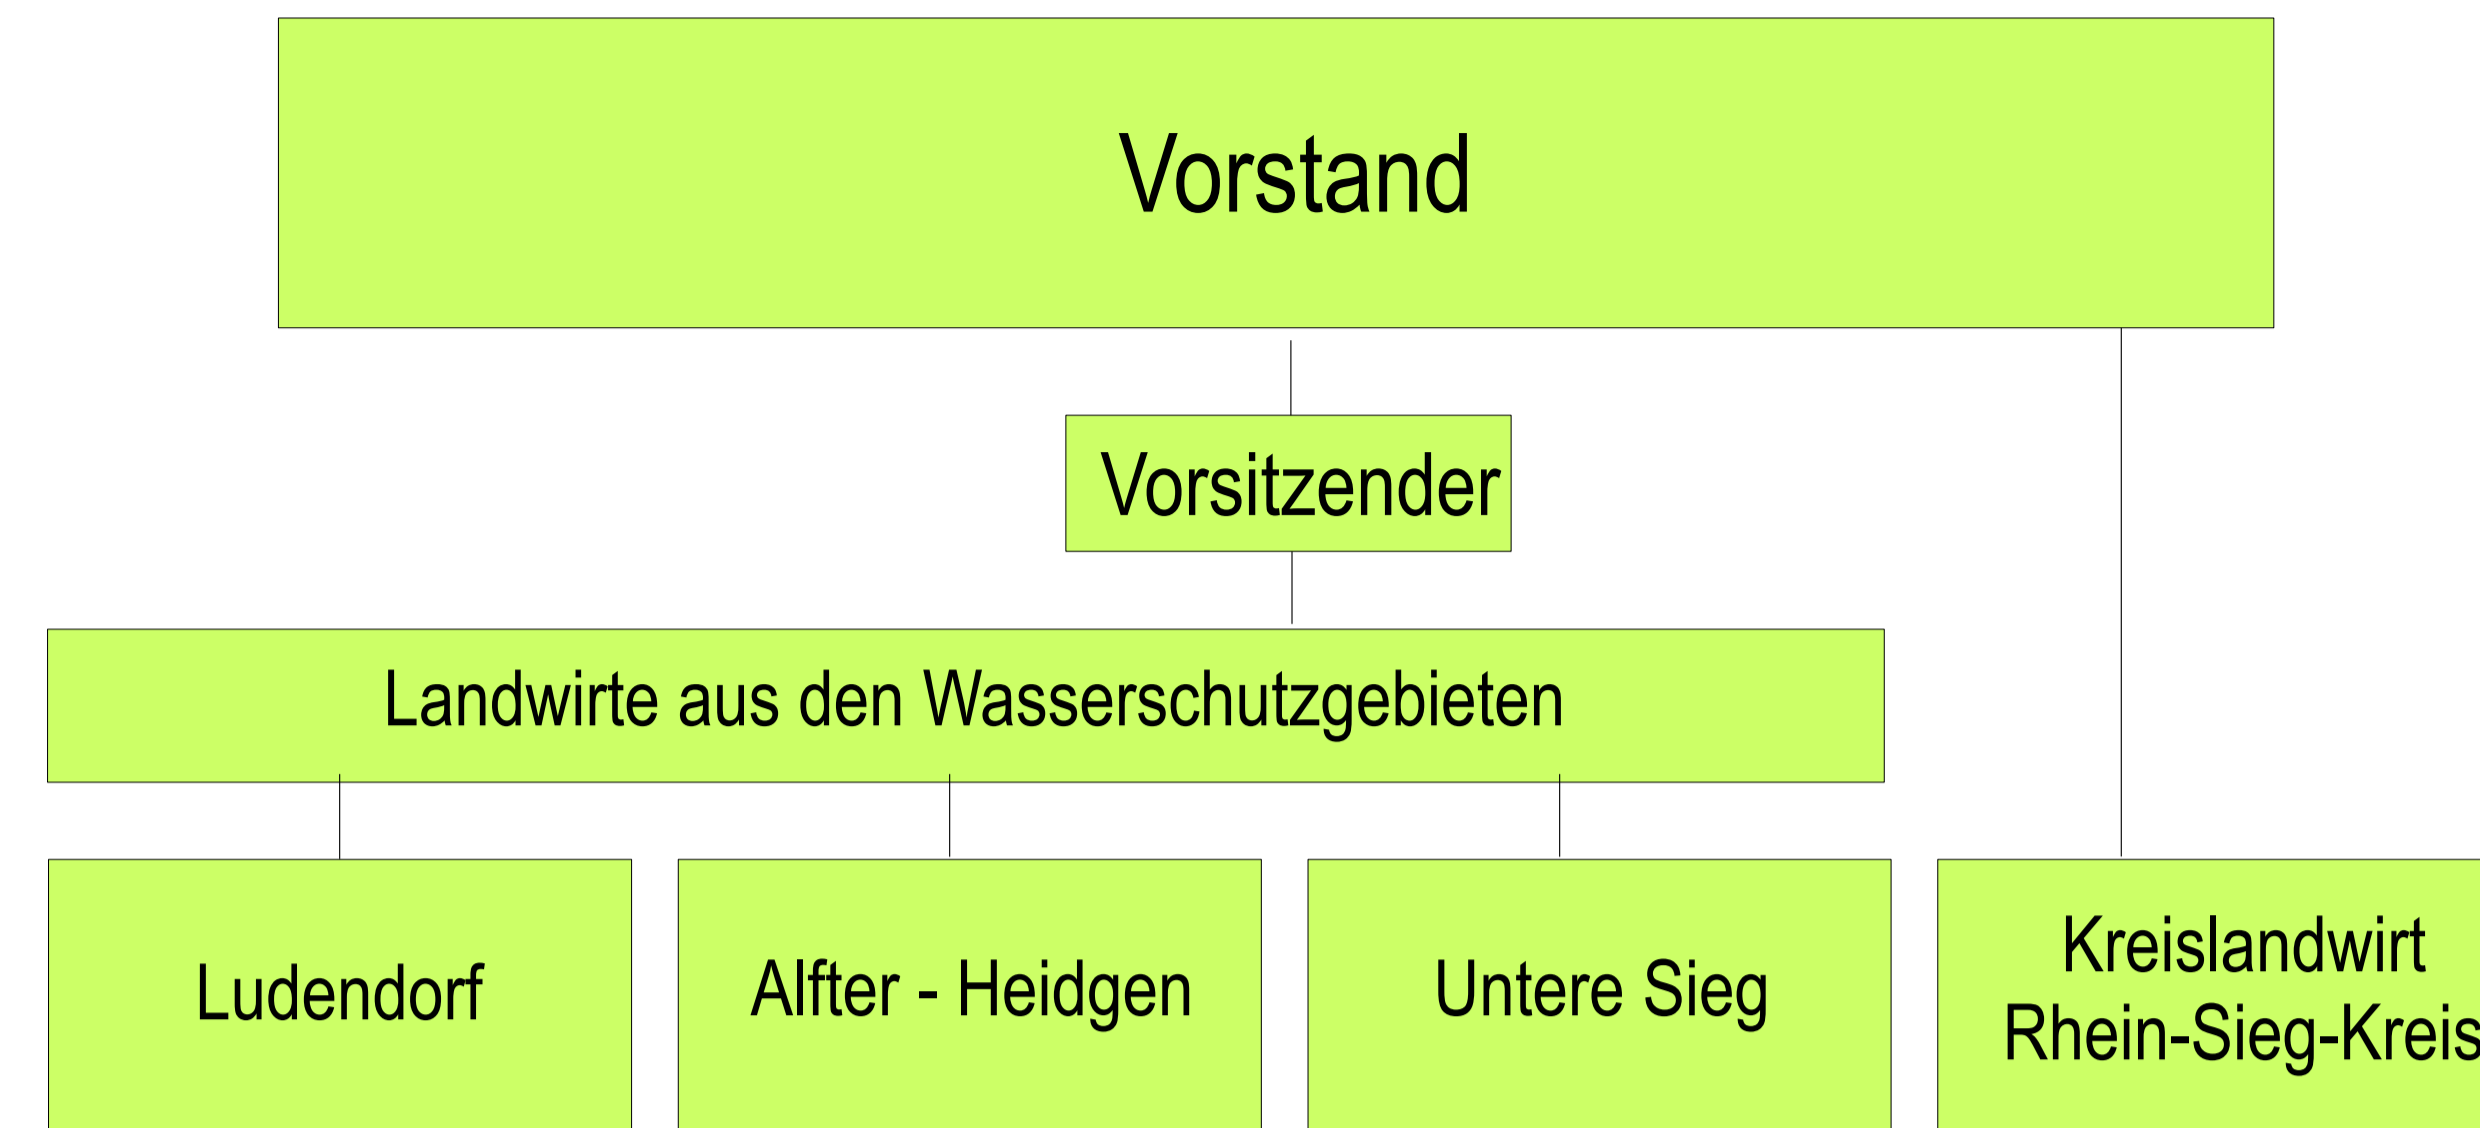 Vorstand
Vorsitzender
Landwirte aus den Wasserschutzgebieten
Ludendorf
Alfter - Heidgen
Untere Sieg
Kreislandwirt
Rhein-Sieg-Kreis